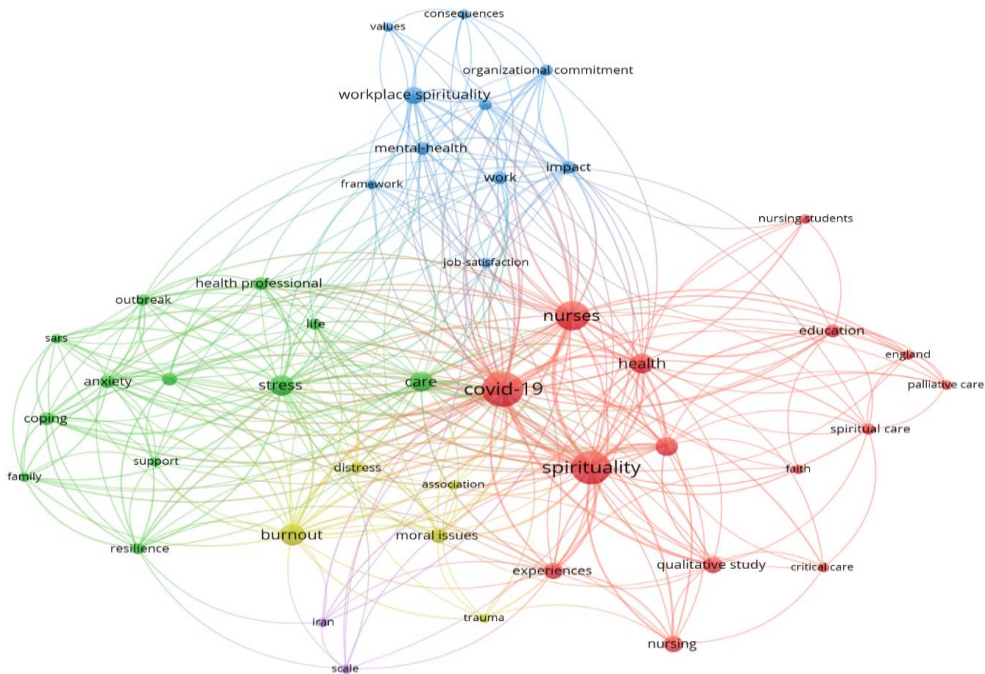 consequences
values
organizational commitment
workplace spirituality
mental-health
impact
work
framework
nursing students
job-satisfaction
health professional
outbreak
nurses
life
education
sars
england
health
anxiety
stress
care
covid-19
palliative care
coping
spiritual care
distress
spirituality
support
faith
family
association
burnout
moral issues
resilience
experiences
qualitative study
critical care
iran
trauma
nursing
scale